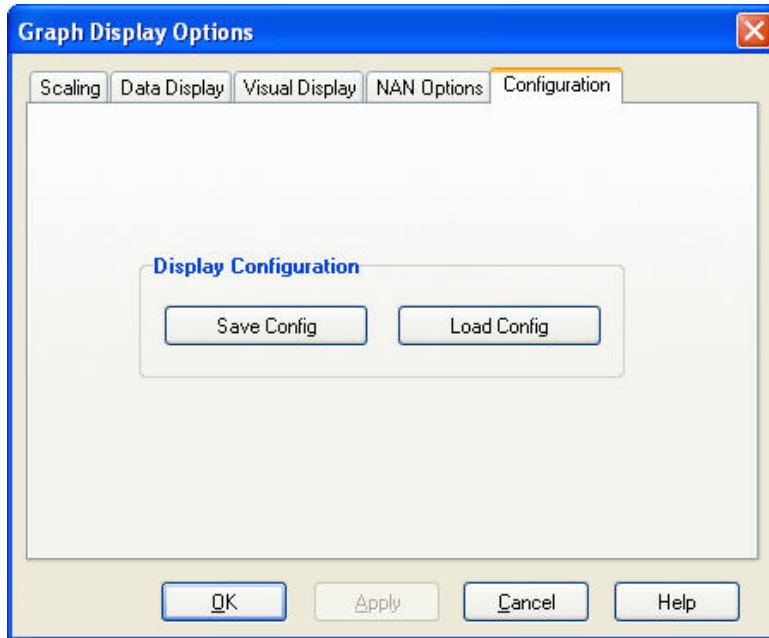 Graph Display Options
Scaling Data Display Visual Display NAN Options Configuration
Display Configuration
Save Config Load Config
OK Apply Cancel Help